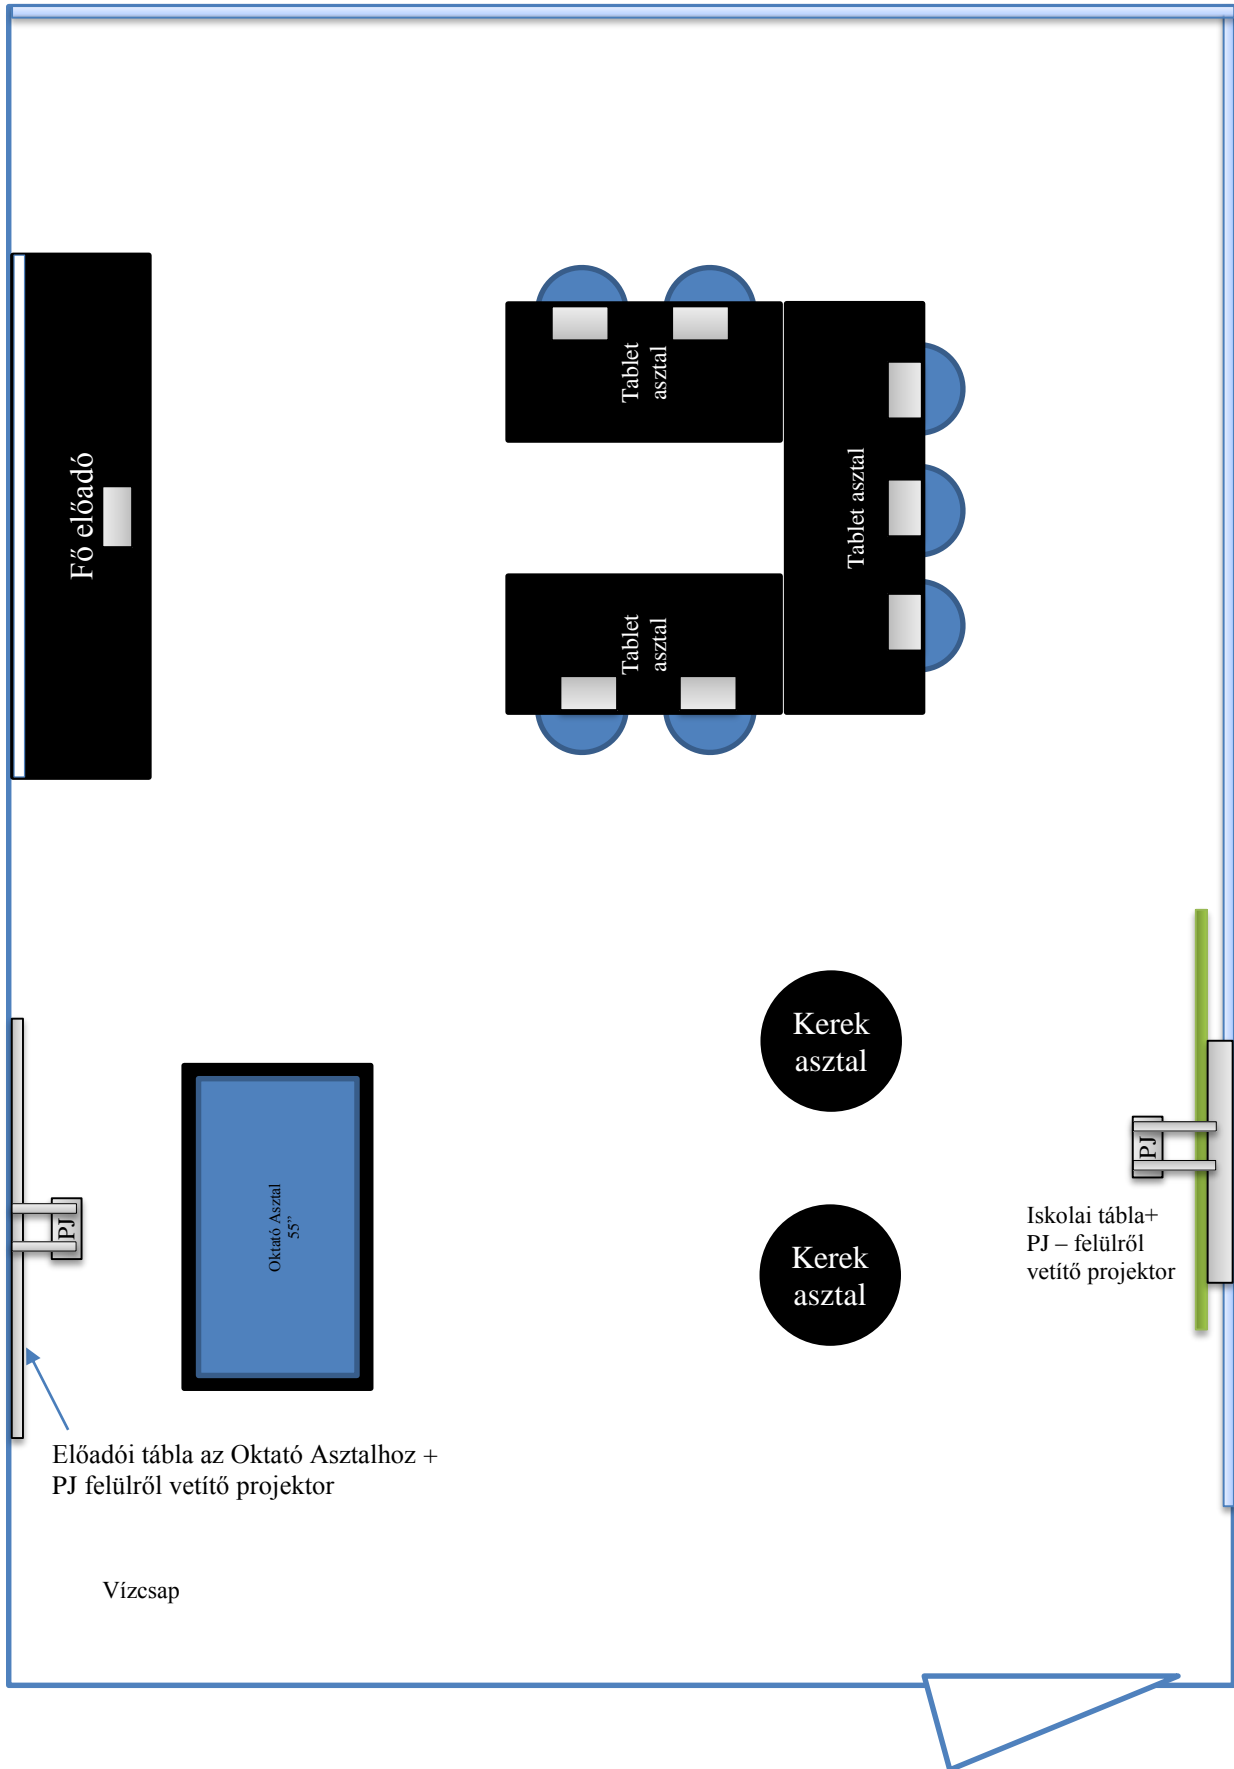 Tablet
asztal
Fő előadó
Tablet asztal
Tablet
asztal
Kerek
asztal
PJ
PJ
Oktató Asztal
55”
Iskolai tábla+
PJ – felülről
vetítő projektor
Kerek
asztal
Előadói tábla az Oktató Asztalhoz +
PJ felülről vetítő projektor
Vízcsap